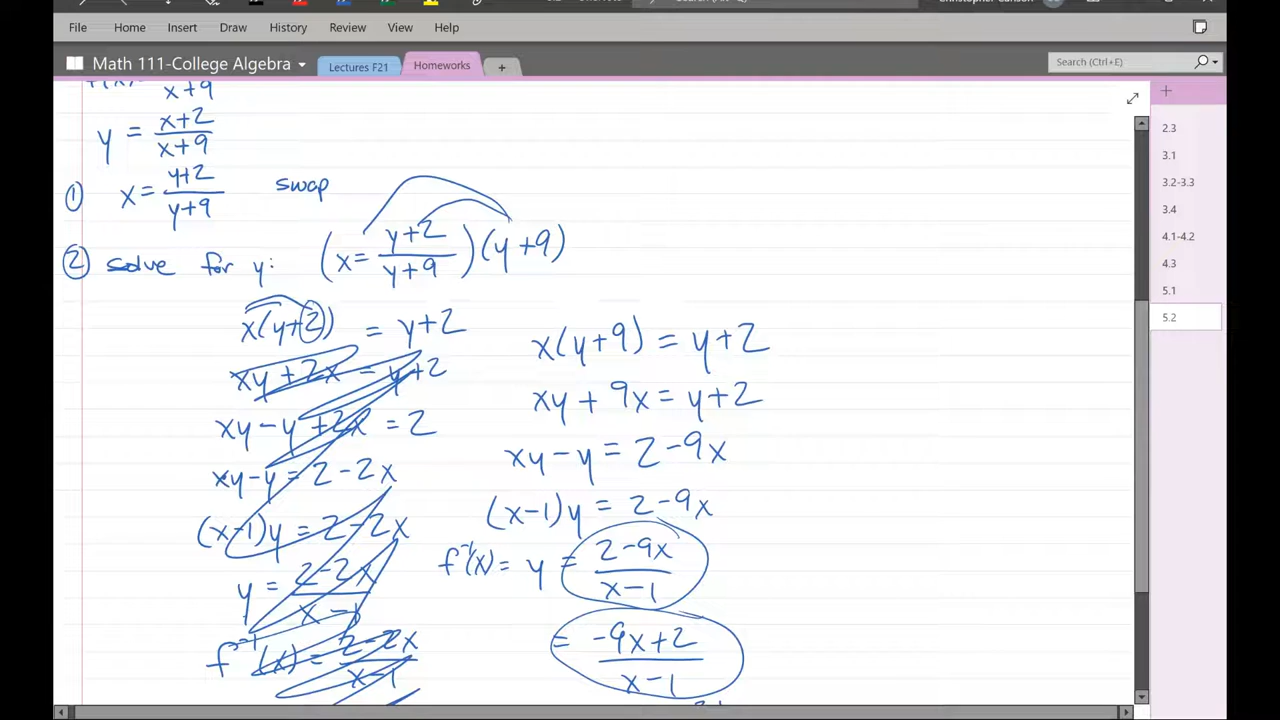 File Home Insert Draw History Review View Help
Math 111-College Algebra Lectures F21 Homeworks + Search (Ctrl+E)
x+9
y = x+2 / x+9
① x = y+2 / y+9 swap
② solve for y: (x = y+2 / y+9)(y+9)
x(y+2) = y+2
xy+2x = y+2
xy-y+2x = 2
xy-y = 2-2x
(x-1)y = 2-2x
y = 2-2x / x-1
f⁻¹(x) = 2-2x / x-1
x(y+9) = y+2
xy + 9x = y+2
xy-y = 2-9x
(x-1)y = 2-9x
f⁻¹(x) = y = 2-9x / x-1
= -9x+2 / x-1
2.3
3.1
3.2-3.3
3.4
4.1-4.2
4.3
5.1
5.2